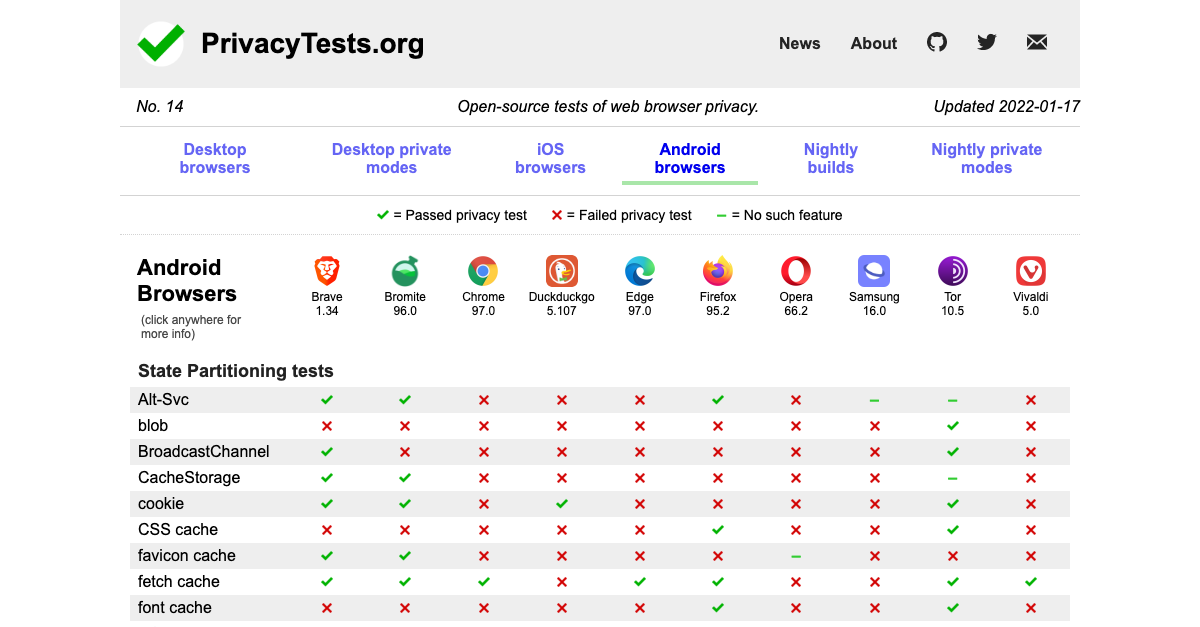 PrivacyTests.org
News About
No. 14 Open-source tests of web browser privacy. Updated 2022-01-17
Desktop browsers
Desktop private modes
iOS browsers
Android browsers
Nightly builds
Nightly private modes
✓ = Passed privacy test ✕ = Failed privacy test – = No such feature
Android
Browsers
(click anywhere for
more info)
Brave 1.34
Bromite 96.0
Chrome 97.0
Duckduckgo 5.107
Edge 97.0
Firefox 95.2
Opera 66.2
Samsung 16.0
Tor 10.5
Vivaldi 5.0
State Partitioning tests
Alt-Svc ✓ ✓ ✕ ✕ ✕ ✓ ✕ – – ✕
blob ✕ ✕ ✕ ✕ ✕ ✕ ✕ ✕ ✓ ✕
BroadcastChannel ✓ ✕ ✕ ✕ ✕ ✕ ✕ ✕ ✓ ✕
CacheStorage ✓ ✓ ✕ ✕ ✕ ✕ ✕ ✕ – ✕
cookie ✓ ✓ ✕ ✓ ✕ ✕ ✕ ✕ ✓ ✕
CSS cache ✕ ✕ ✕ ✕ ✕ ✓ ✕ ✕ ✓ ✕
favicon cache ✓ ✓ ✕ ✕ ✕ ✕ – ✕ ✕ ✕
fetch cache ✓ ✓ ✓ ✕ ✓ ✓ ✕ ✕ ✓ ✓
font cache ✕ ✕ ✕ ✕ ✕ ✓ ✕ ✕ ✓ ✕